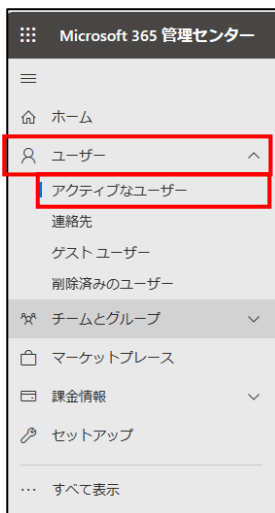 Microsoft 365 管理センター
ホーム
ユーザー
アクティブなユーザー
連絡先
ゲスト ユーザー
削除済みのユーザー
チームとグループ
マーケットプレース
課金情報
セットアップ
… すべて表示